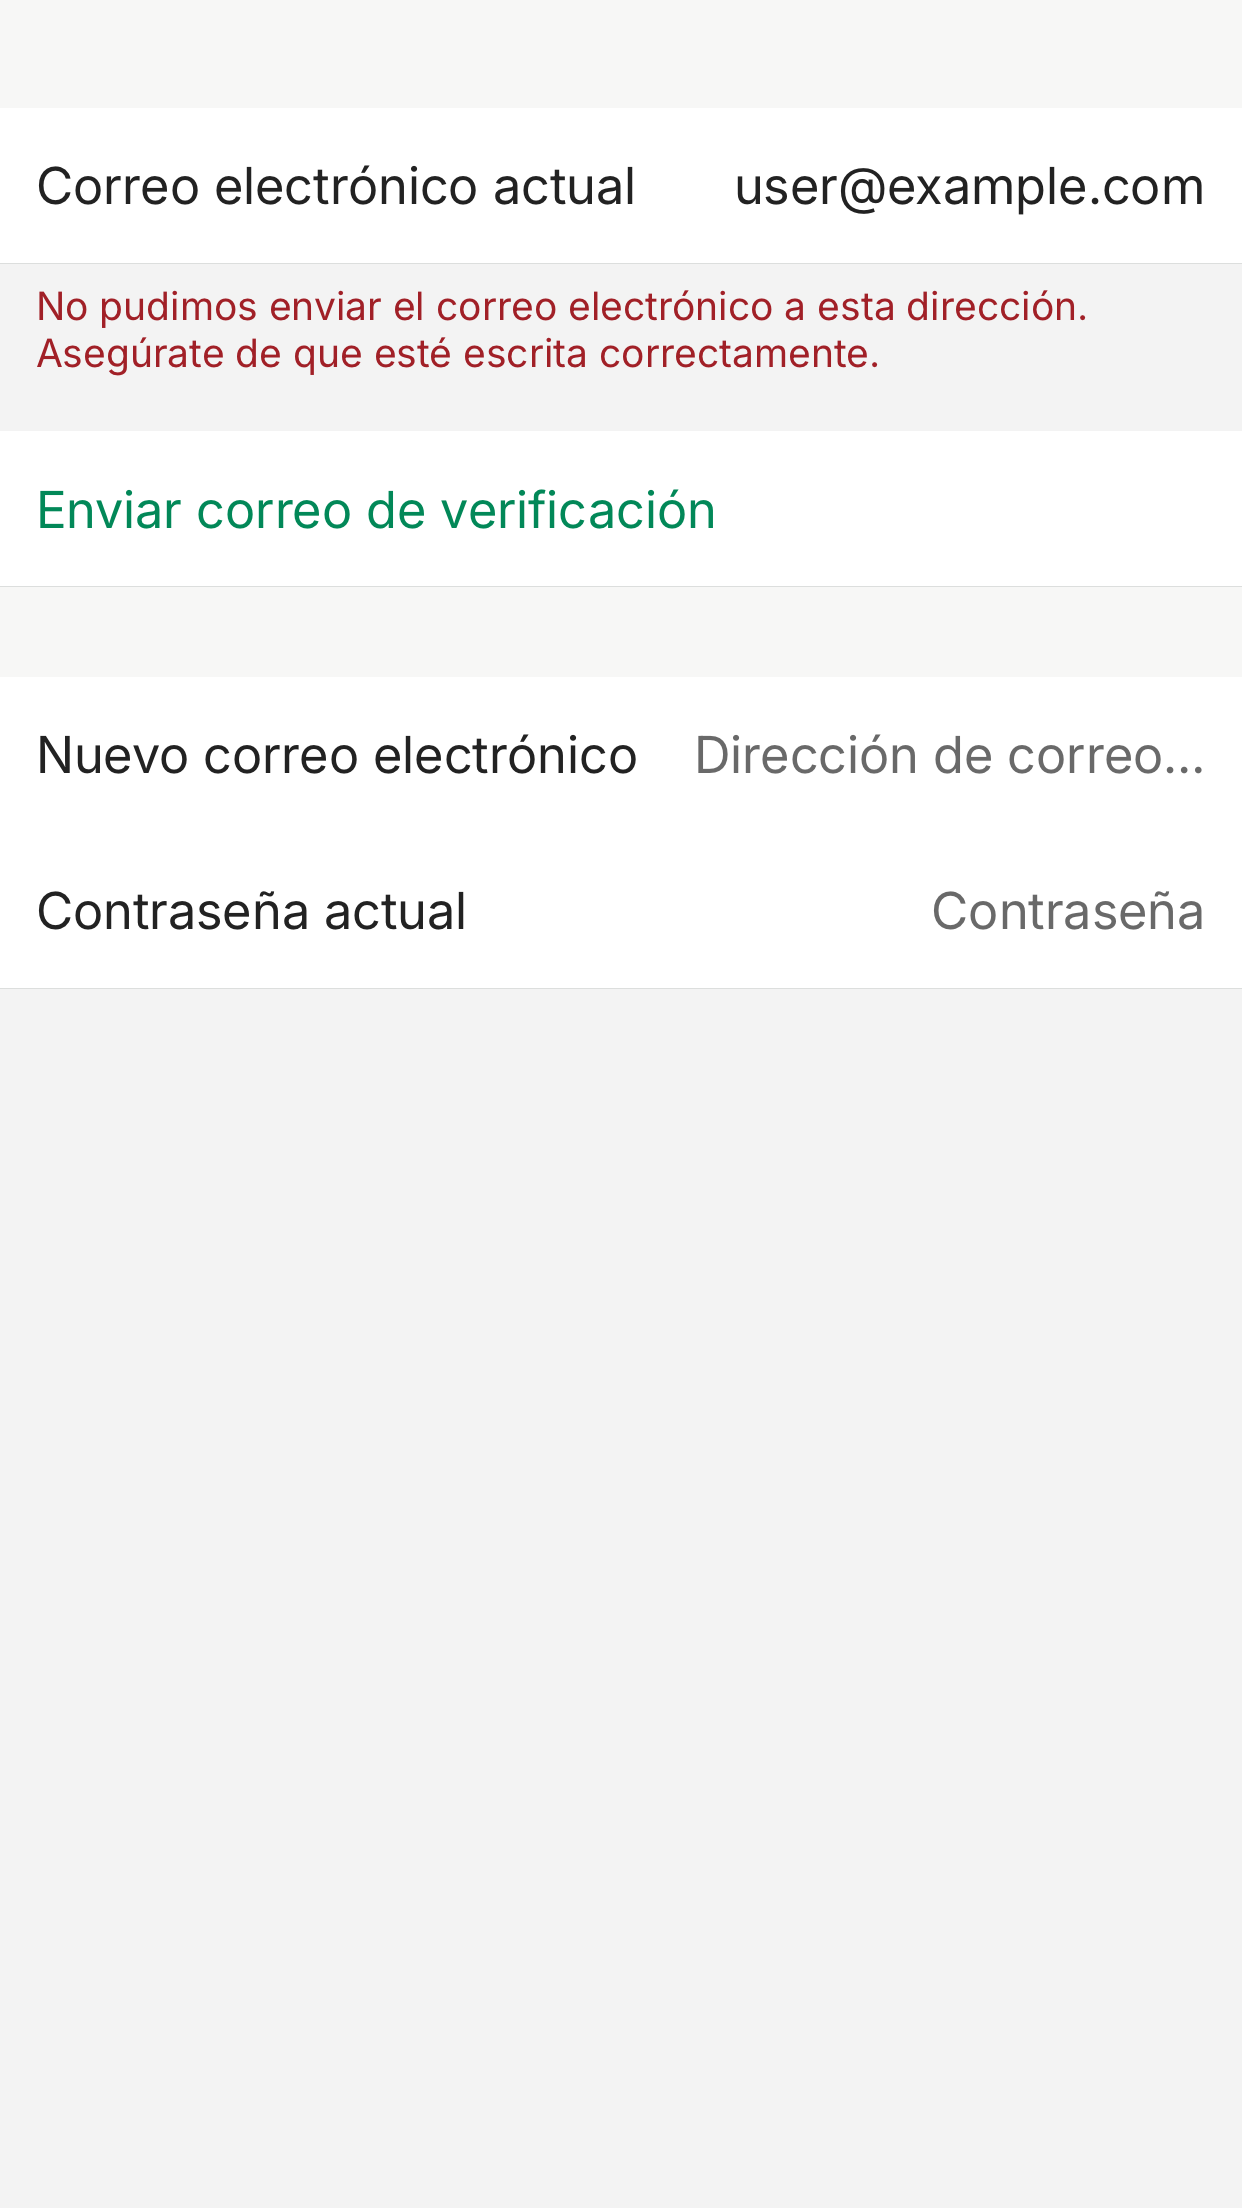 Correo electrónico actual user@example.com
No pudimos enviar el correo electrónico a esta dirección.
Asegúrate de que esté escrita correctamente.
Enviar correo de verificación
Nuevo correo electrónico Dirección de correo...
Contraseña actual Contraseña